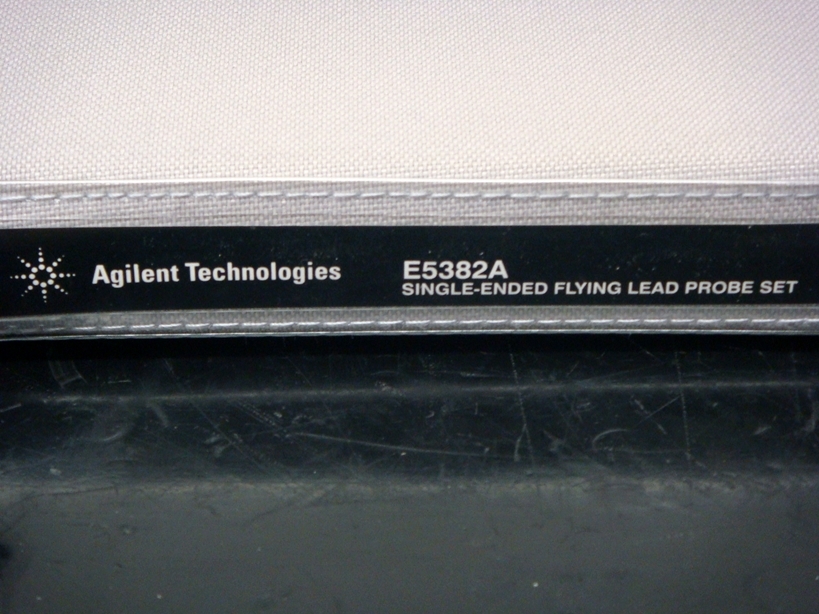 Agilent Technologies
E5382A
SINGLE-ENDED FLYING LEAD PROBE SET